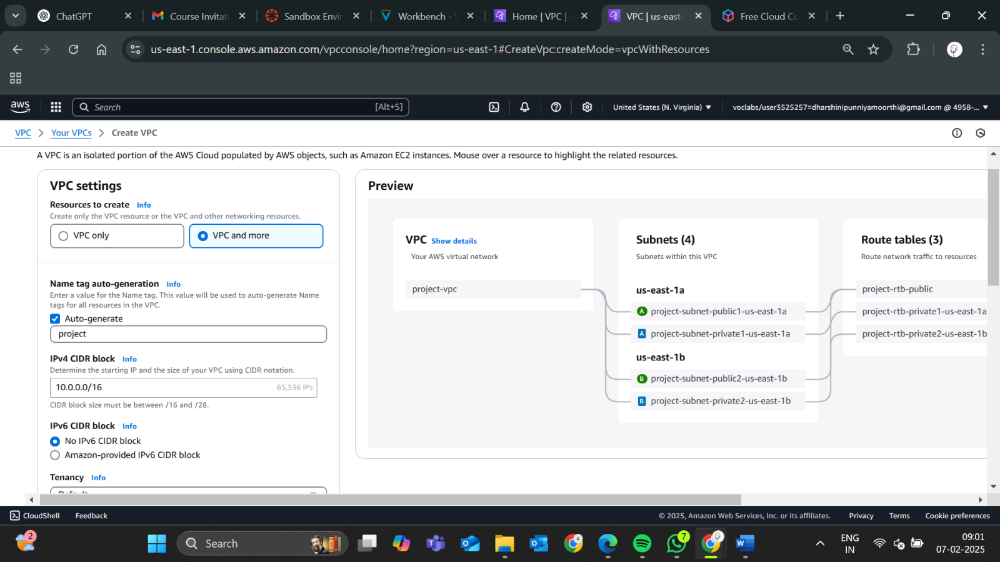 ChatGPT
Course Invitati
Sandbox Envir
Workbench - V
Home | VPC | u
VPC | us-east-
Free Cloud Co
us-east-1.console.aws.amazon.com/vpcconsole/home?region=us-east-1#CreateVpc:createMode=vpcWithResources
aws
Search
[Alt+S]
United States (N. Virginia)
voclabs/user3525257=dharshinipunniyamoorthi@gmail.com @ 4958-...
VPC
Your VPCs
Create VPC
A VPC is an isolated portion of the AWS Cloud populated by AWS objects, such as Amazon EC2 instances. Mouse over a resource to highlight the related resources.
VPC settings
Resources to create Info
Create only the VPC resource or the VPC and other networking resources.
VPC only
VPC and more
Name tag auto-generation Info
Enter a value for the Name tag. This value will be used to auto-generate Name
tags for all resources in the VPC.
Auto-generate
project
IPv4 CIDR block Info
Determine the starting IP and the size of your VPC using CIDR notation.
10.0.0.0/16
65,536 IPs
CIDR block size must be between /16 and /28.
IPv6 CIDR block Info
No IPv6 CIDR block
Amazon-provided IPv6 CIDR block
Tenancy Info
Default
Preview
VPC Show details
Your AWS virtual network
project-vpc
Subnets (4)
Subnets within this VPC
us-east-1a
A project-subnet-public1-us-east-1a
A project-subnet-private1-us-east-1a
us-east-1b
B project-subnet-public2-us-east-1b
B project-subnet-private2-us-east-1b
Route tables (3)
Route network traffic to resources
project-rtb-public
project-rtb-private1-us-east-1a
project-rtb-private2-us-east-1b
CloudShell
Feedback
© 2025, Amazon Web Services, Inc. or its affiliates.
Privacy
Terms
Cookie preferences
2
Search
7
ENG
IN
09:01
07-02-2025